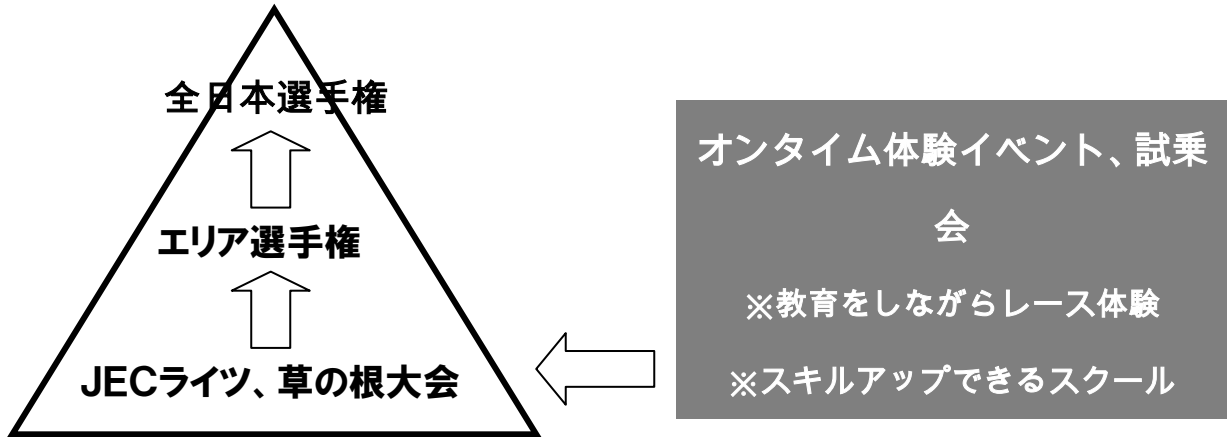 全日本選手権
エリア選手権
JECライツ、草の根大会
オンタイム体験イベント、試乗
会
※教育をしながらレース体験
※スキルアップできるスクール